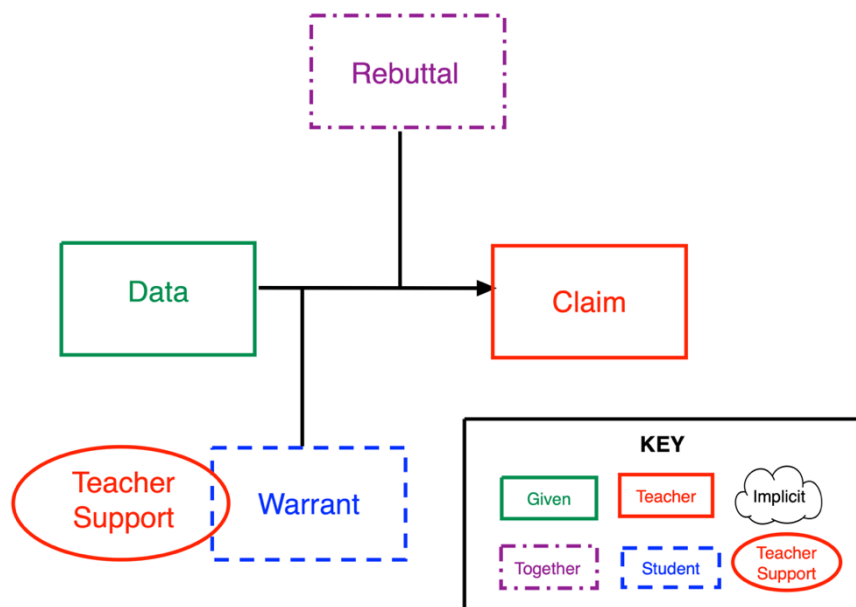 Rebuttal
Data
Claim
Teacher
Support
Warrant
KEY
Given
Teacher
Implicit
Together
Student
Teacher
Support